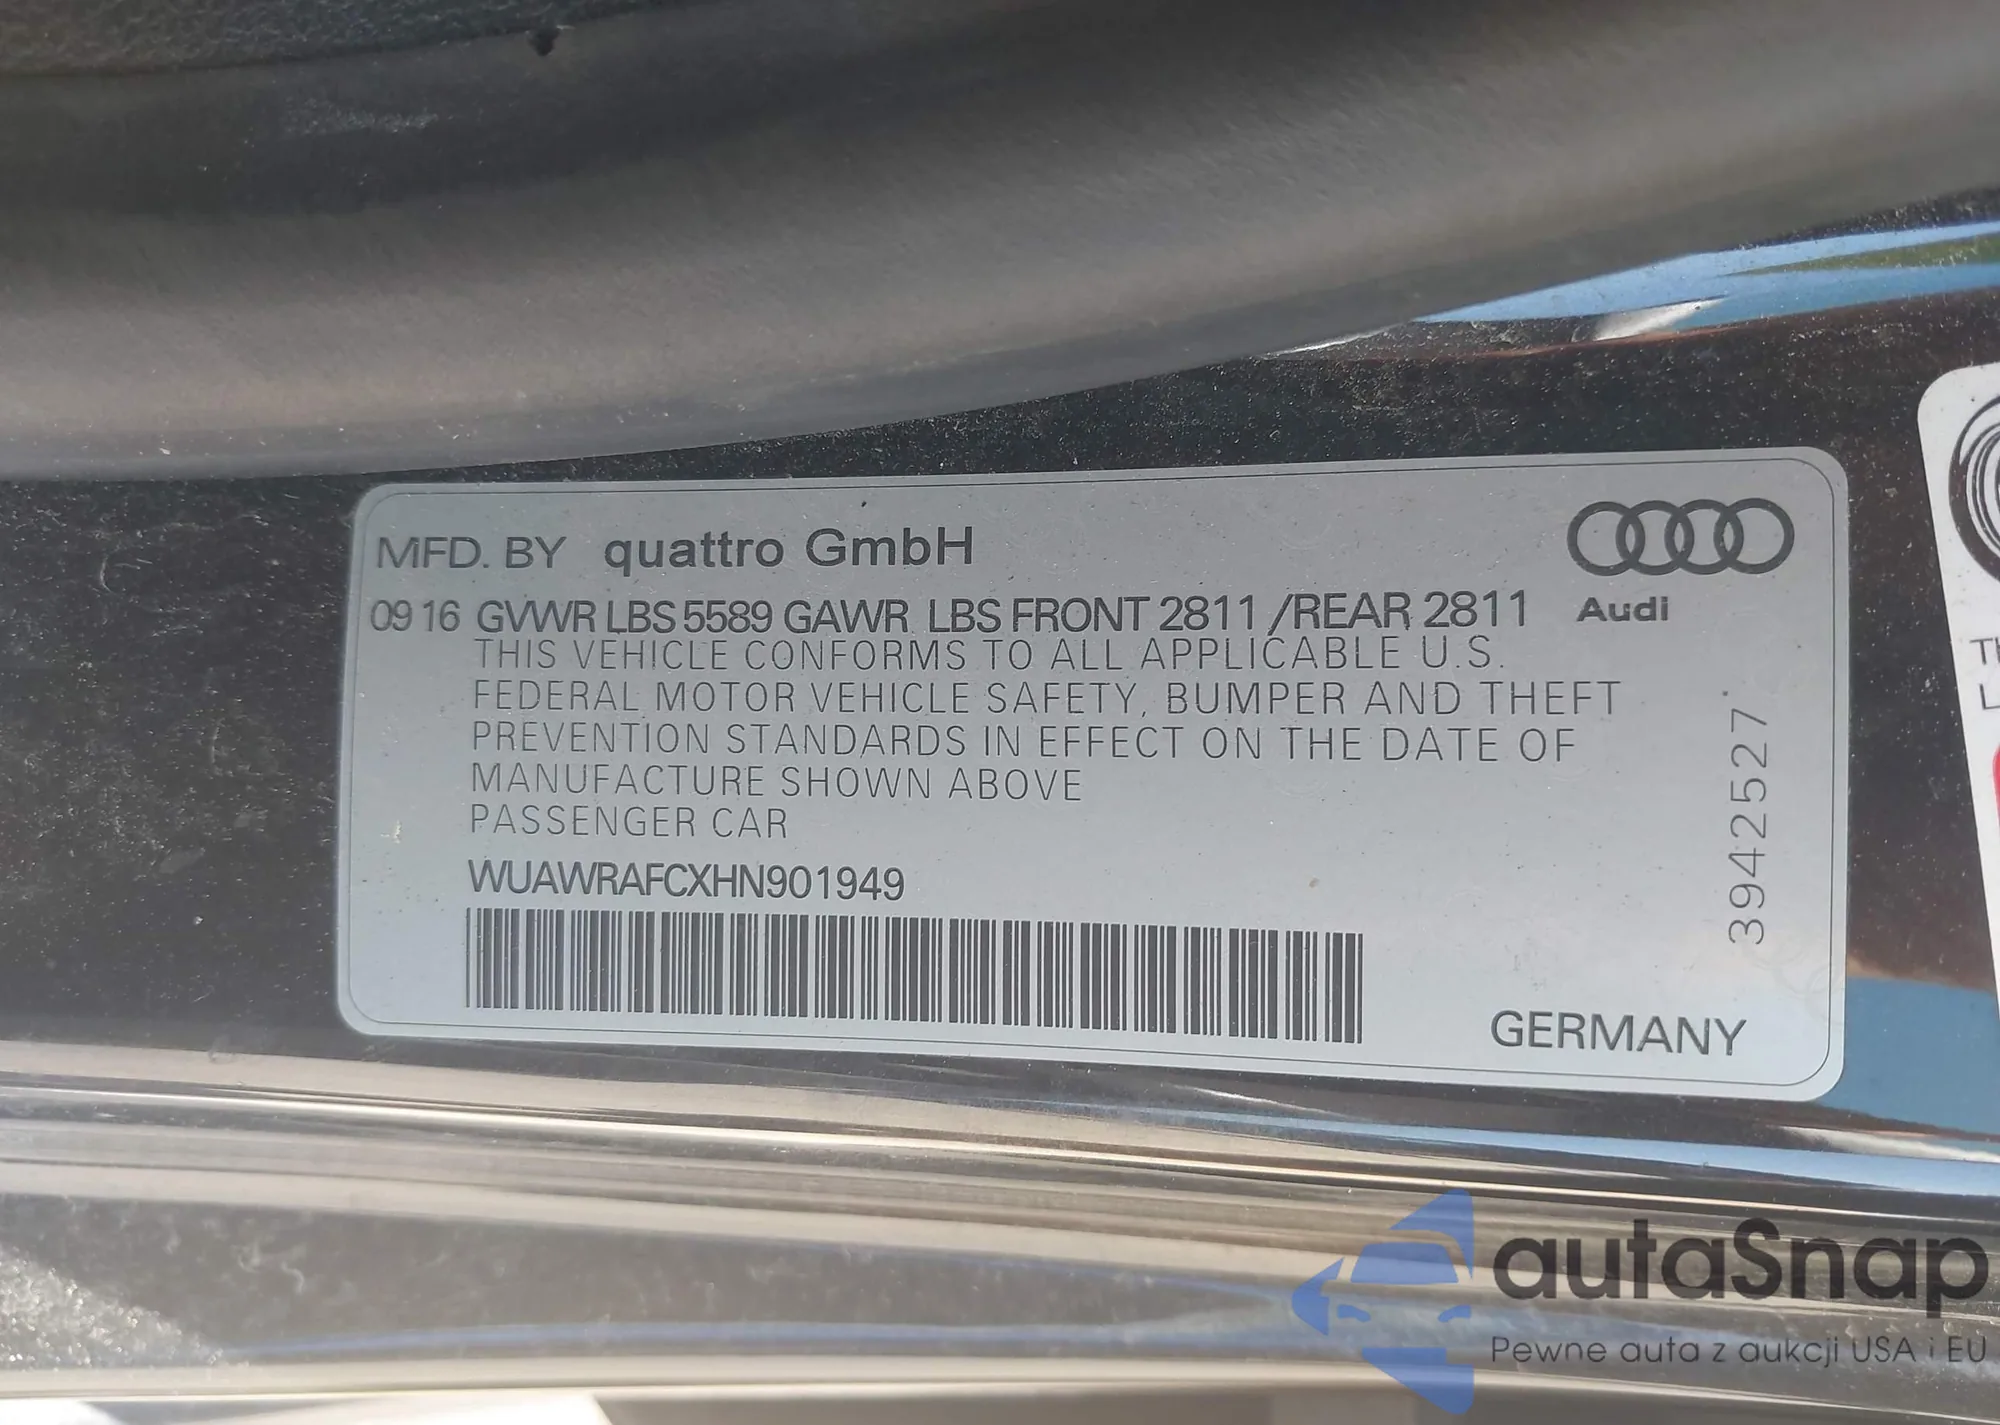 MFD. BY quattro GmbH
09 16 GVWR LBS 5589 GAWR LBS FRONT 2811 /REAR 2811 Audi
THIS VEHICLE CONFORMS TO ALL APPLICABLE U.S.
FEDERAL MOTOR VEHICLE SAFETY, BUMPER AND THEFT
PREVENTION STANDARDS IN EFFECT ON THE DATE OF
MANUFACTURE SHOWN ABOVE
PASSENGER CAR
WUAWRAFCXHN901949
3942527
GERMANY
autaSnap
Pewne auta z aukcji USA i EU